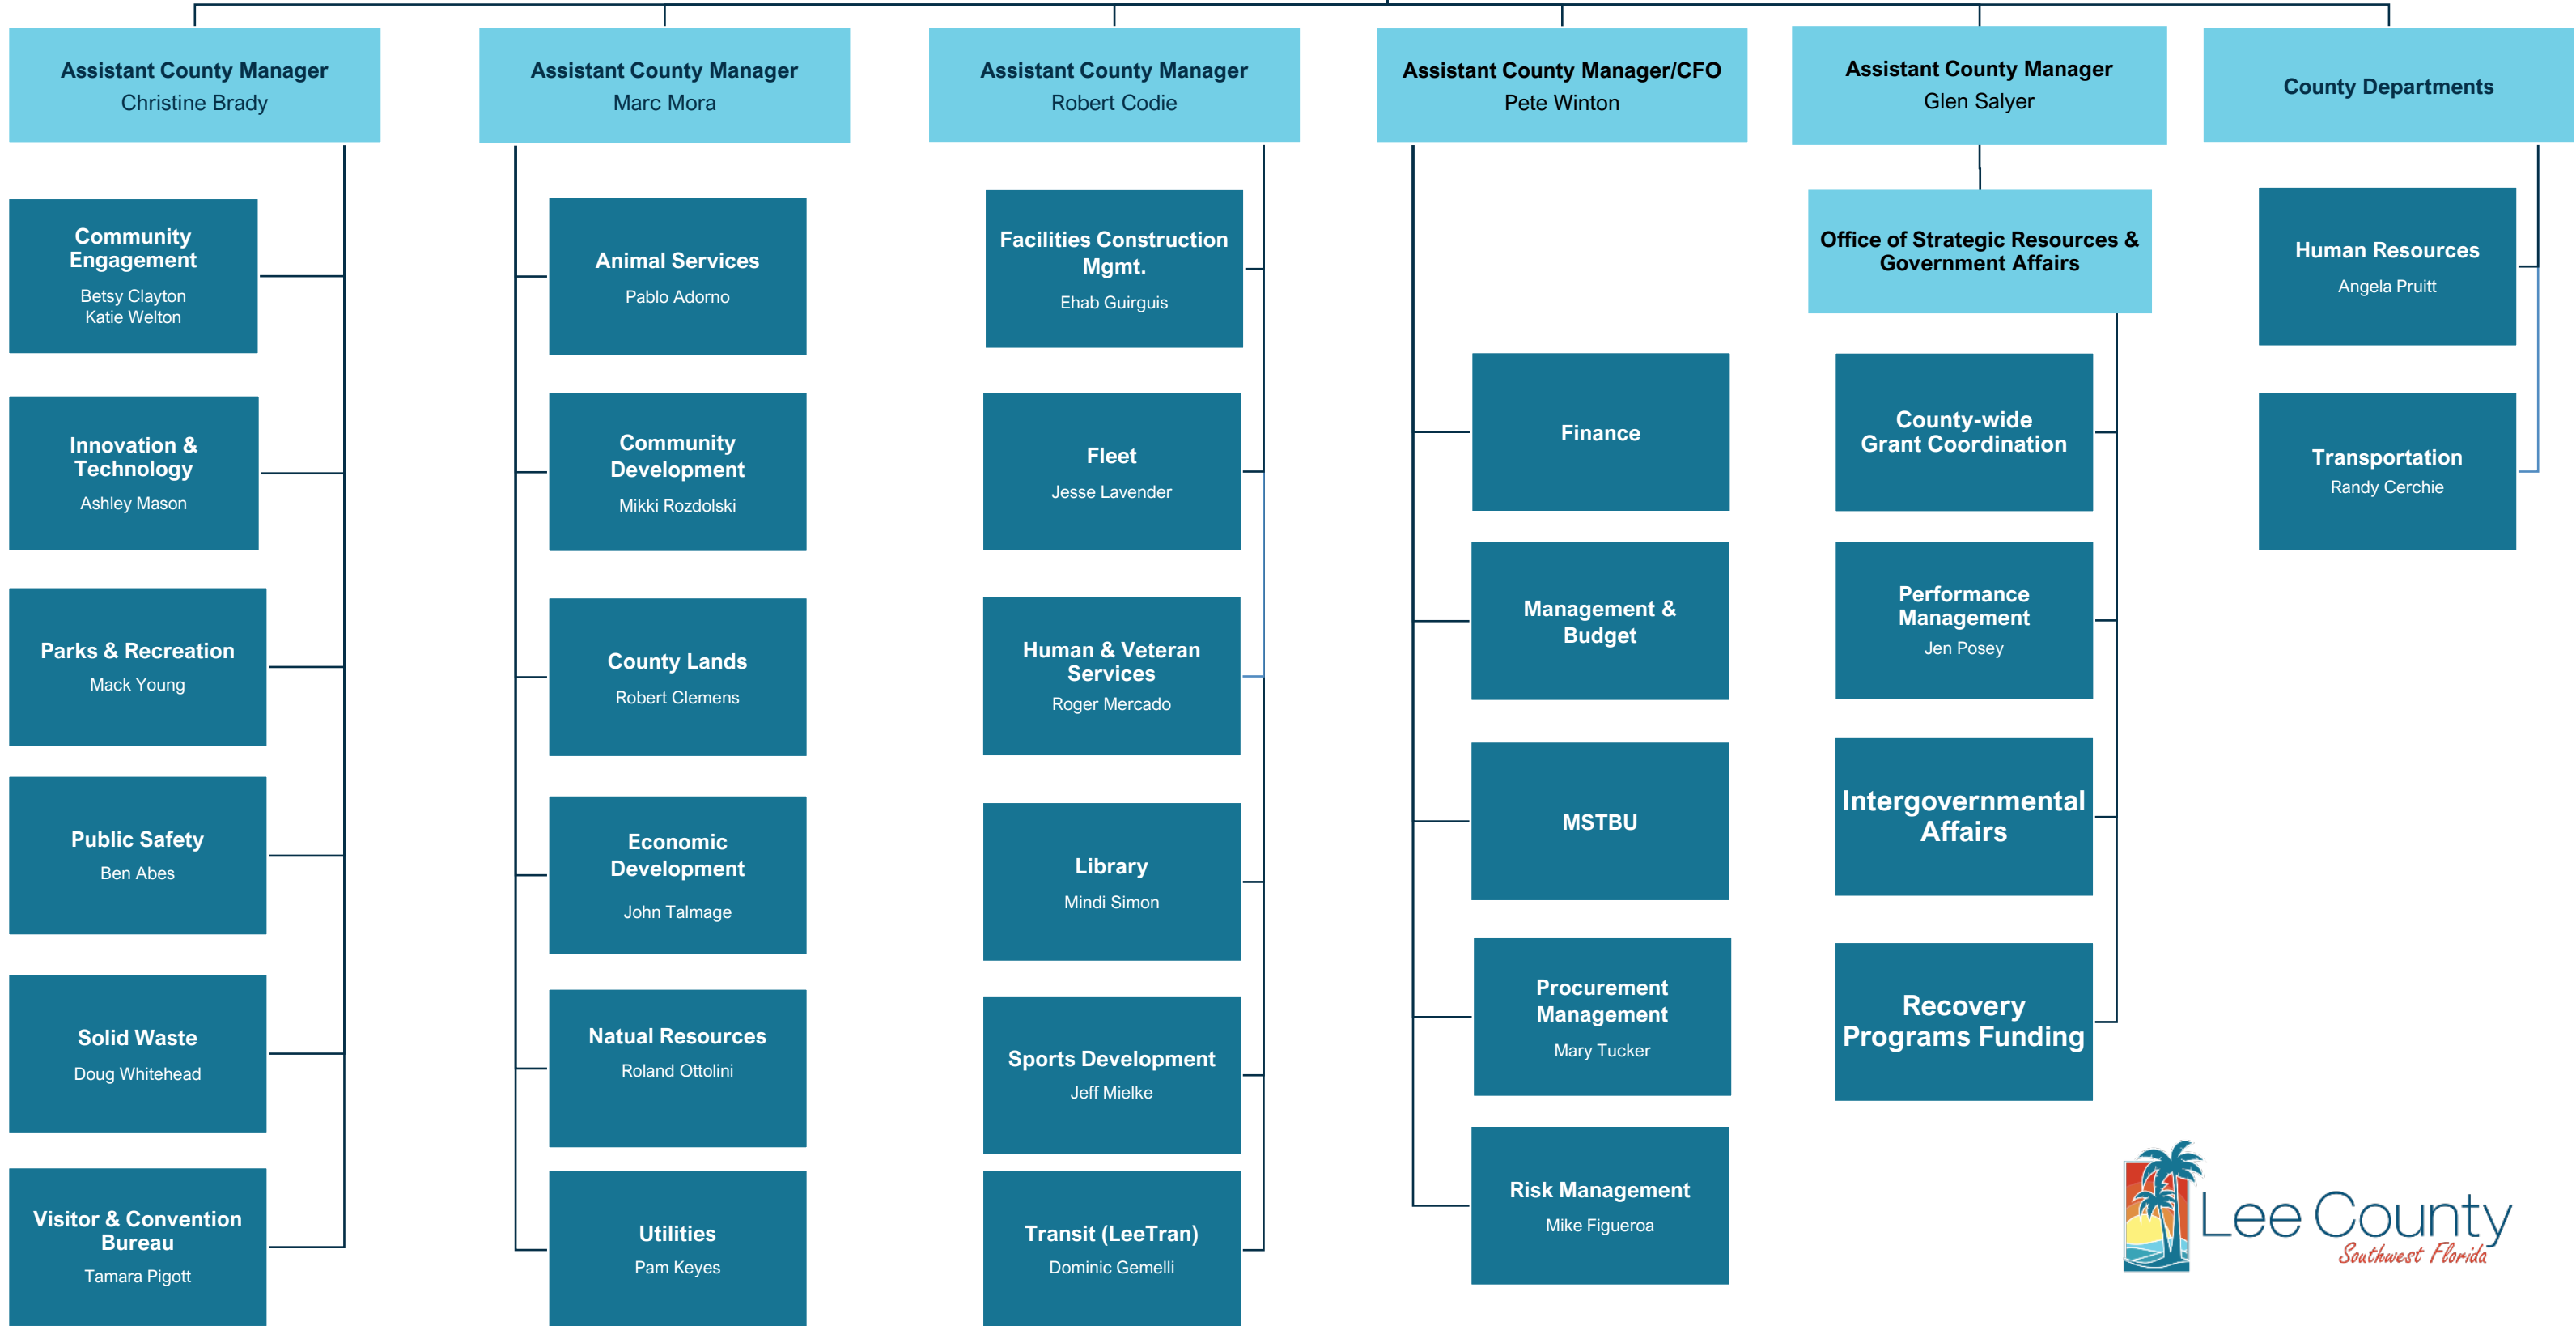 Assistant County Manager
Christine Brady
Community
Engagement
Betsy Clayton
Katie Welton
Innovation &
Technology
Ashley Mason
Parks & Recreation
Mack Young
Public Safety
Ben Abes
Solid Waste
Doug Whitehead
Visitor & Convention
Bureau
Tamara Pigott
Assistant County Manager
Marc Mora
Animal Services
Pablo Adorno
Community
Development
Mikki Rozdolski
County Lands
Robert Clemens
Economic
Development
John Talmage
Natual Resources
Roland Ottolini
Utilities
Pam Keyes
Assistant County Manager
Robert Codie
Facilities Construction
Mgmt.
Ehab Guirguis
Fleet
Jesse Lavender
Human & Veteran
Services
Roger Mercado
Library
Mindi Simon
Sports Development
Jeff Mielke
Transit (LeeTran)
Dominic Gemelli
Assistant County Manager/CFO
Pete Winton
Finance
Management &
Budget
MSTBU
Procurement
Management
Mary Tucker
Risk Management
Mike Figueroa
Assistant County Manager
Glen Salyer
Office of Strategic Resources &
Government Affairs
County-wide
Grant Coordination
Performance
Management
Jen Posey
Intergovernmental
Affairs
Recovery
Programs Funding
County Departments
Human Resources
Angela Pruitt
Transportation
Randy Cerchie
Lee County
Southwest Florida